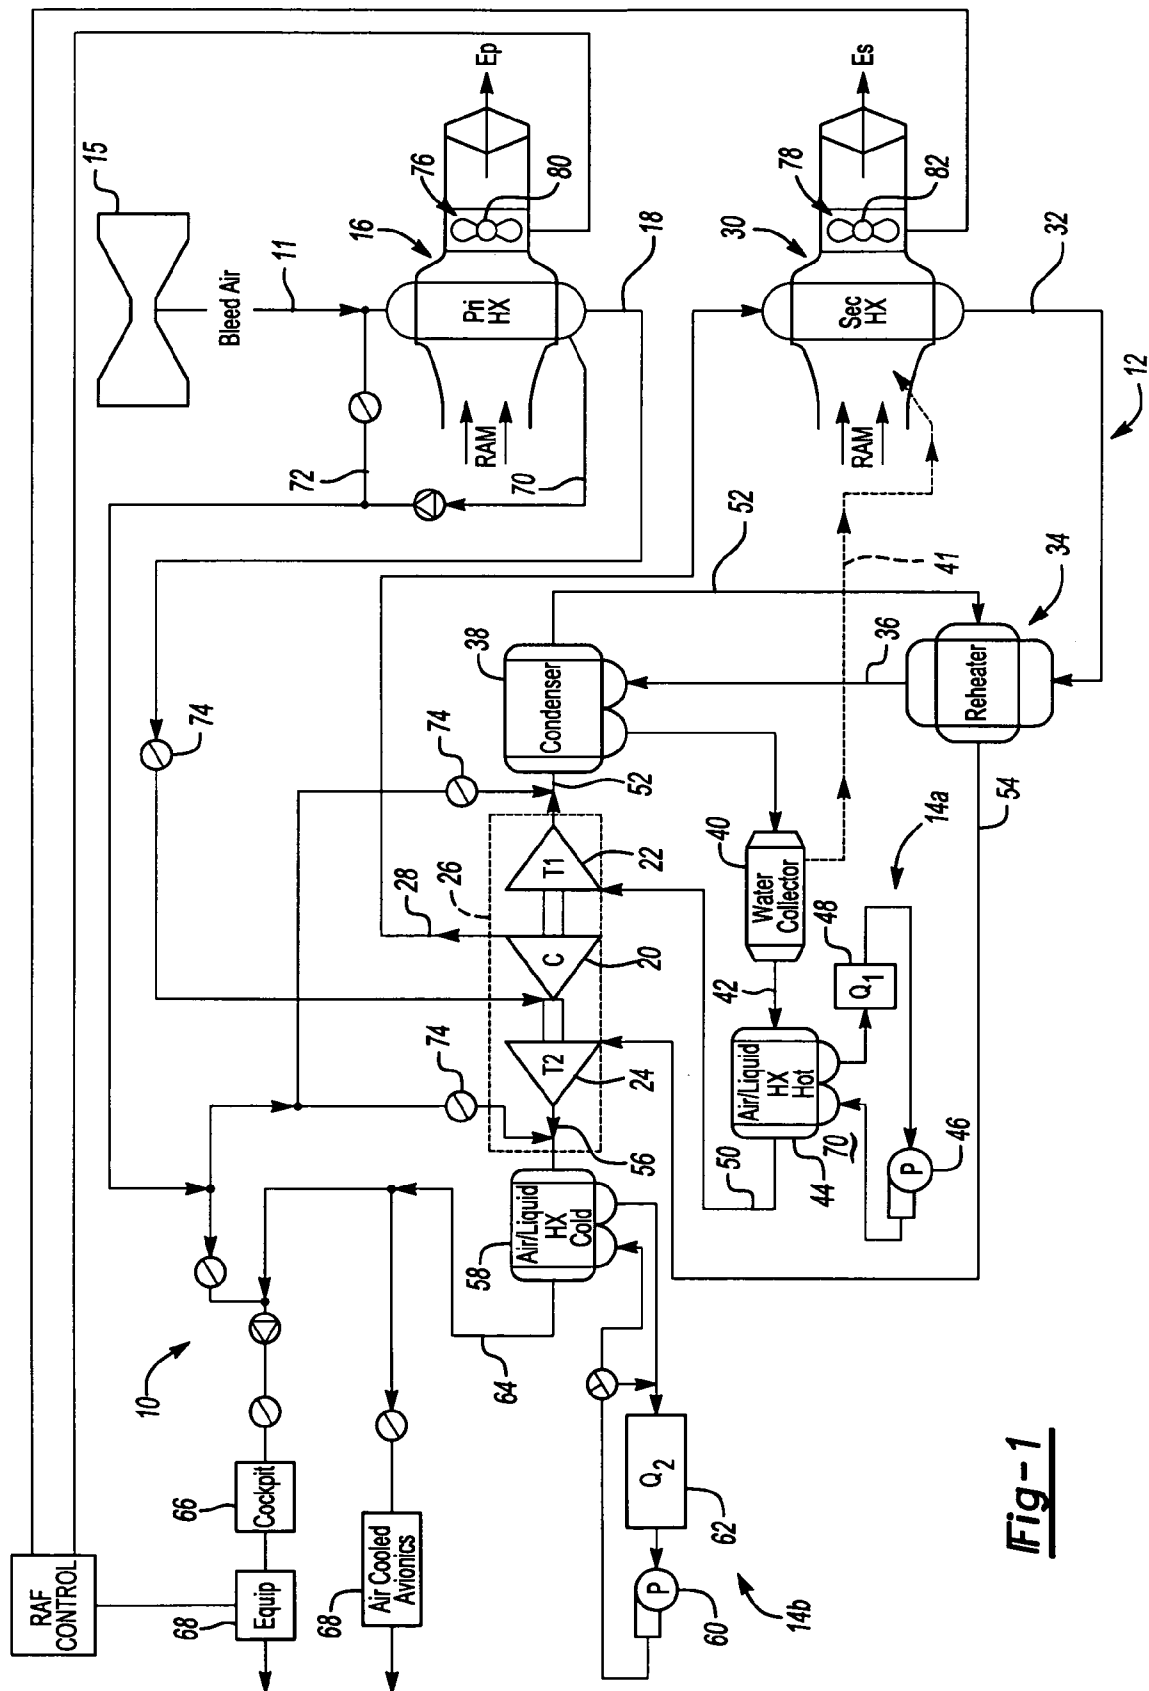 15
Bleed Air
11
16
Pri
HX
76
80
Ep
RAM
18
72
70
30
Sec
HX
78
82
Es
RAM
32
12
52
41
34
Reheater
36
38
Condenser
52
74
74
74
28
26
T1
22
C
20
T2
24
56
40
Water
Collector
42
14a
48
Q1
54
Air/Liquid
HX
Hot
44
70
50
P
46
Air/Liquid
HX
Cold
58
64
10
66
Cockpit
68
Equip
RAF
CONTROL
68
Air Cooled
Avionics
Q2
62
P
60
14b
Fig-1